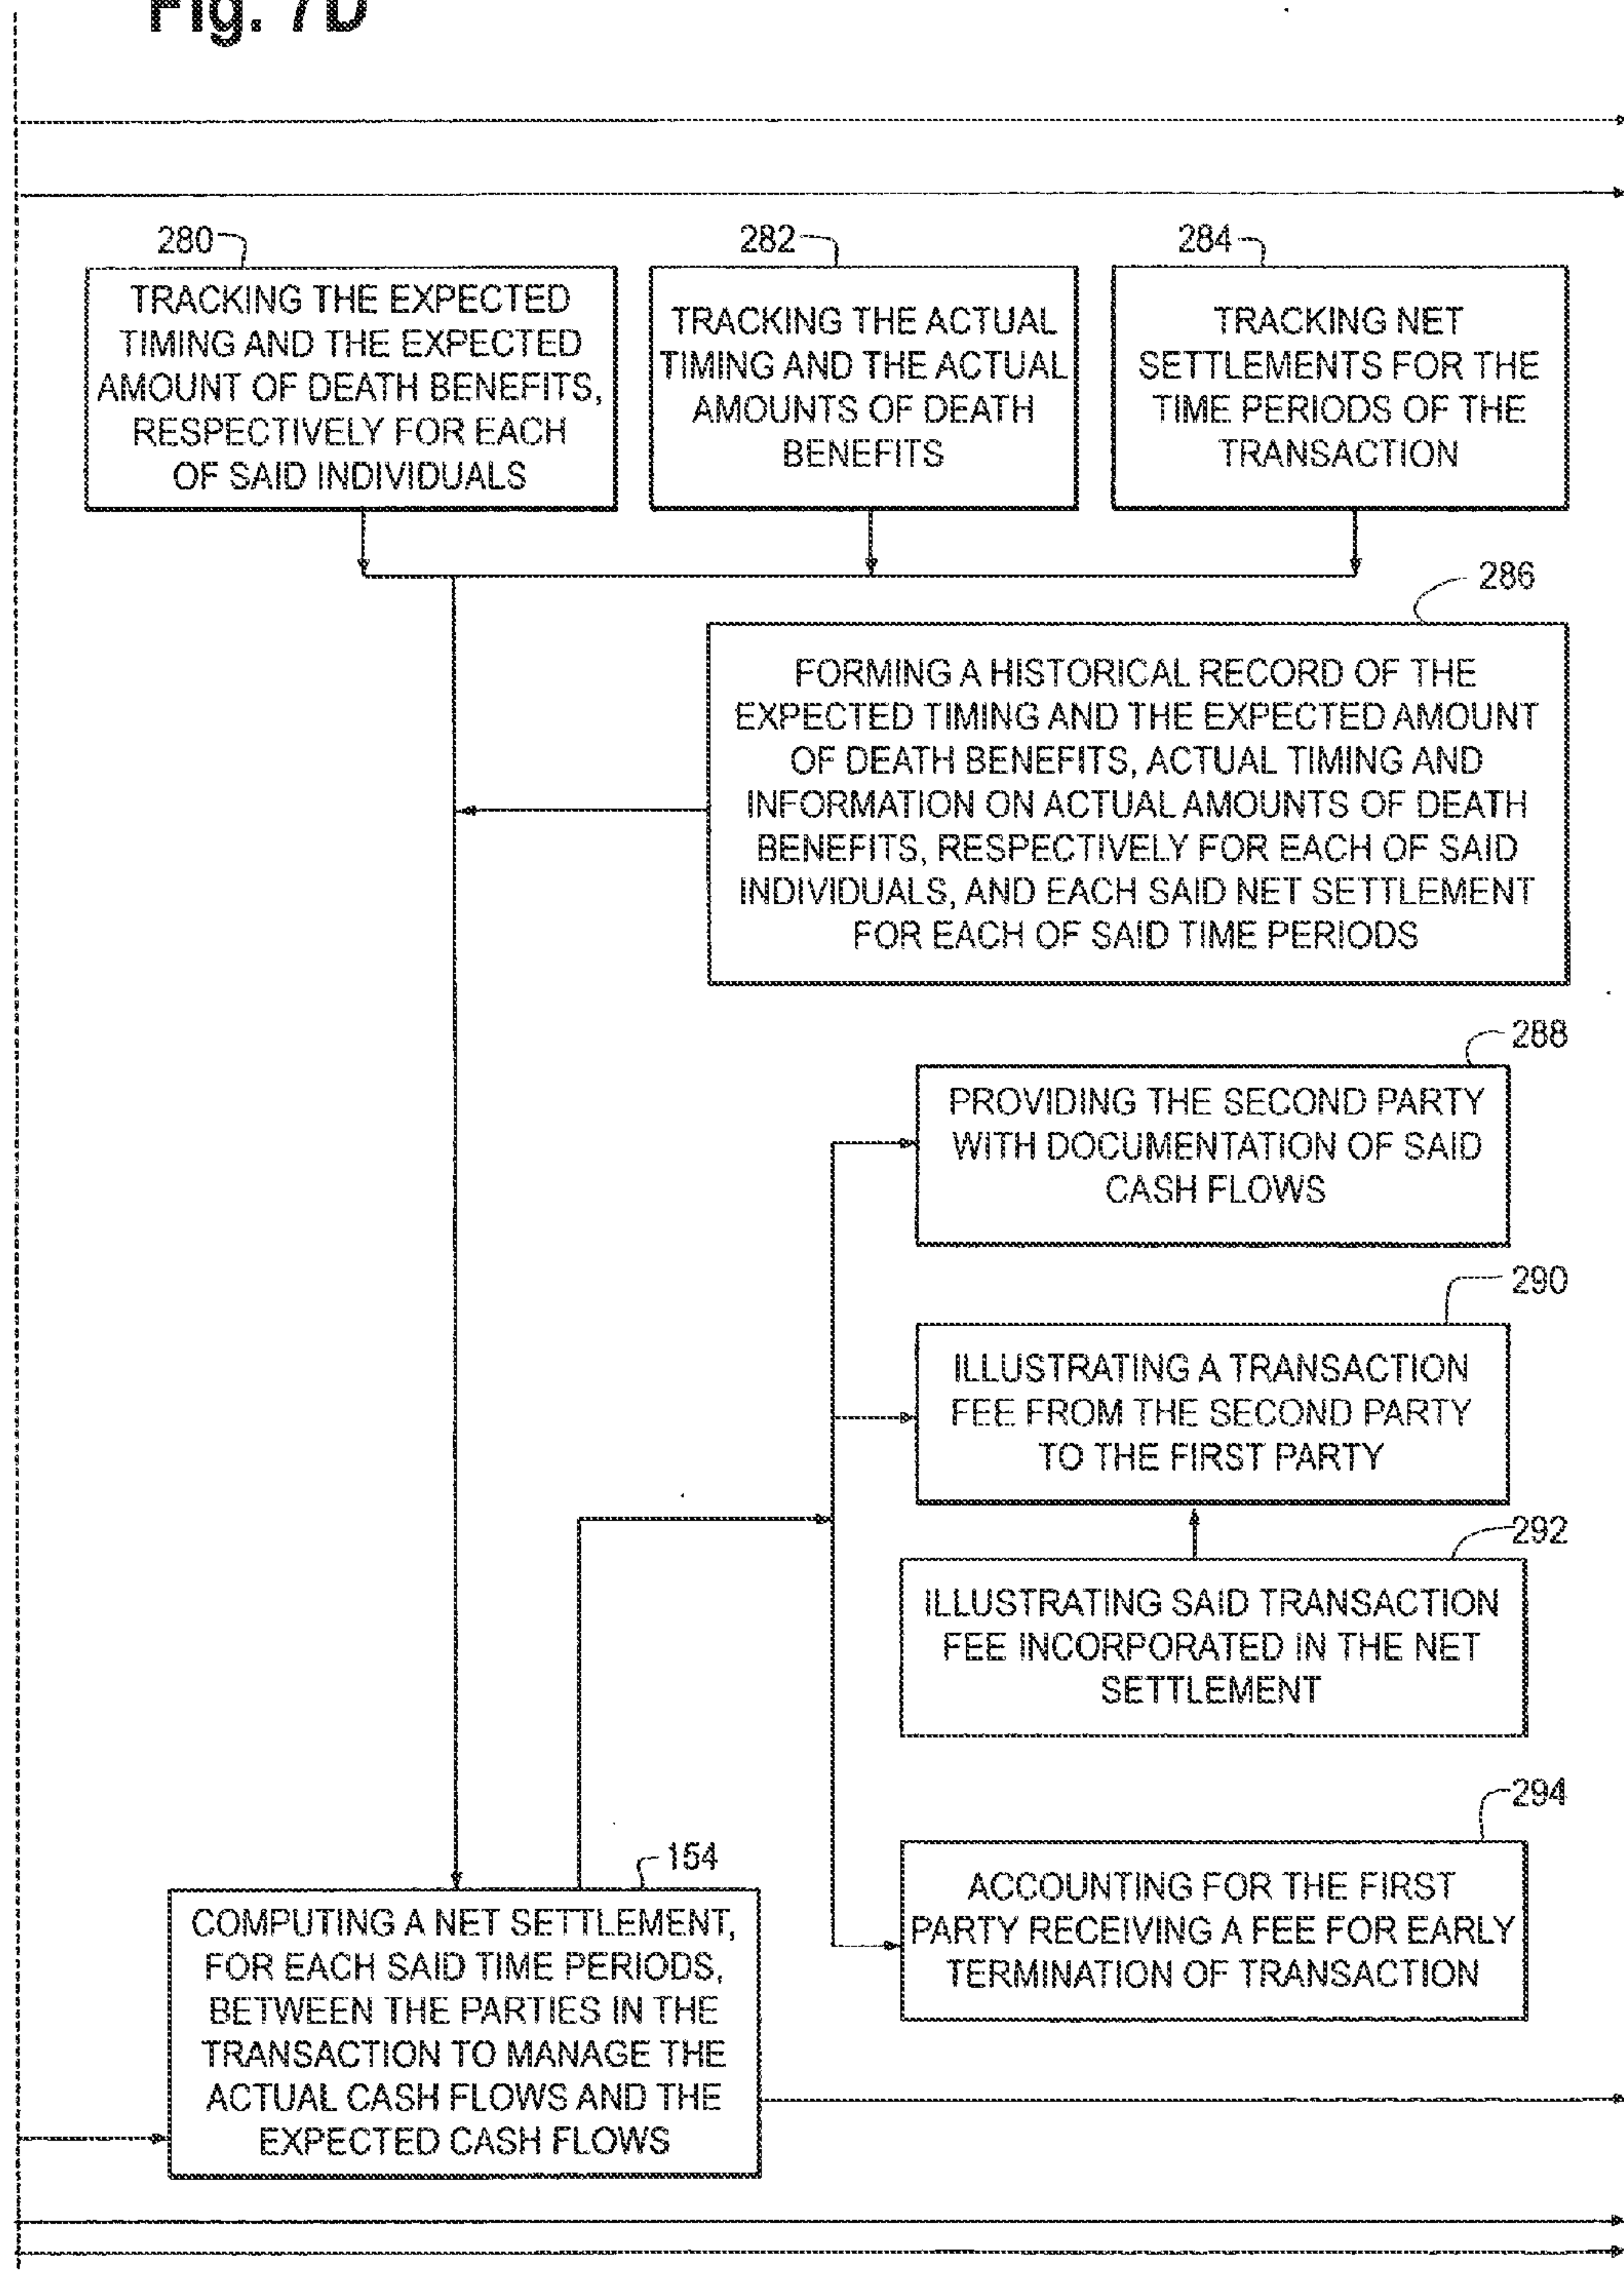 Fig. 7D
280
282
284
TRACKING THE EXPECTED
TIMING AND THE EXPECTED
AMOUNT OF DEATH BENEFITS,
RESPECTIVELY FOR EACH
OF SAID INDIVIDUALS
TRACKING THE ACTUAL
TIMING AND THE ACTUAL
AMOUNTS OF DEATH
BENEFITS
TRACKING NET
SETTLEMENTS FOR THE
TIME PERIODS OF THE
TRANSACTION
286
FORMING A HISTORICAL RECORD OF THE
EXPECTED TIMING AND THE EXPECTED AMOUNT
OF DEATH BENEFITS, ACTUAL TIMING AND
INFORMATION ON ACTUAL AMOUNTS OF DEATH
BENEFITS, RESPECTIVELY FOR EACH OF SAID
INDIVIDUALS, AND EACH SAID NET SETTLEMENT
FOR EACH OF SAID TIME PERIODS
288
PROVIDING THE SECOND PARTY
WITH DOCUMENTATION OF SAID
CASH FLOWS
290
ILLUSTRATING A TRANSACTION
FEE FROM THE SECOND PARTY
TO THE FIRST PARTY
292
ILLUSTRATING SAID TRANSACTION
FEE INCORPORATED IN THE NET
SETTLEMENT
294
ACCOUNTING FOR THE FIRST
PARTY RECEIVING A FEE FOR EARLY
TERMINATION OF TRANSACTION
154
COMPUTING A NET SETTLEMENT,
FOR EACH SAID TIME PERIODS,
BETWEEN THE PARTIES IN THE
TRANSACTION TO MANAGE THE
ACTUAL CASH FLOWS AND THE
EXPECTED CASH FLOWS